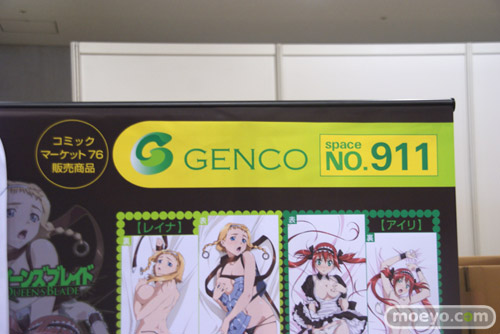 コミック
マーケット76
販売商品
GENCO
space
NO.911
【レイナ】
【アイリ】
ーンズブレイド
QUEEN'S BLADE
moeyo.com